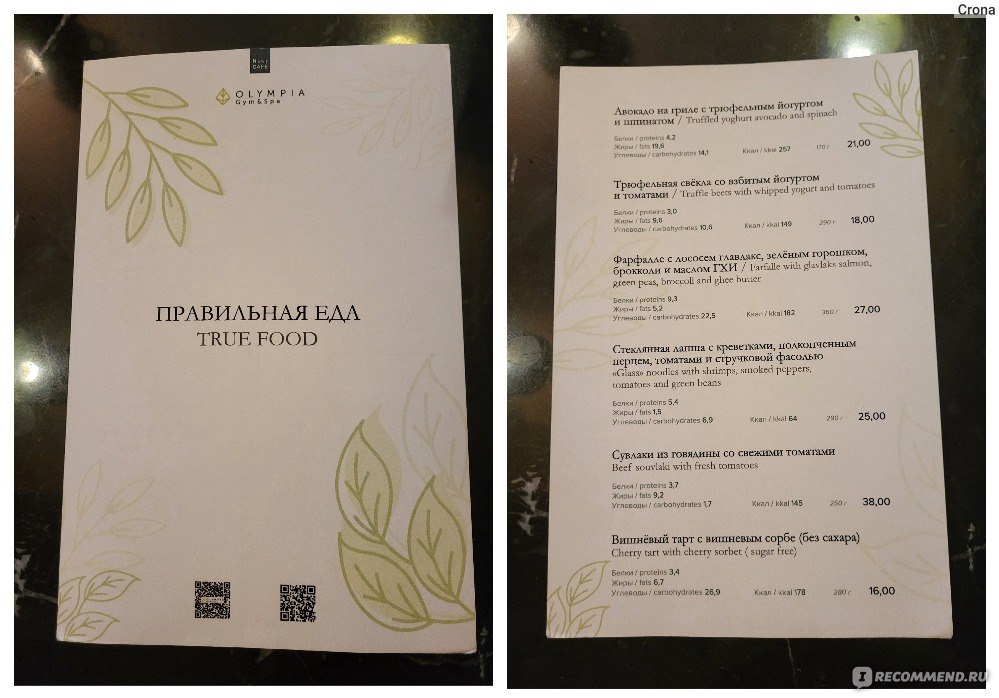 Crona
NOBLE CAFE
OLYMPIA
Gym&Spa
ПРАВИЛЬНАЯ ЕДА
TRUE FOOD
Авокадо на гриле с трюфельным йогуртом
и шпинатом / Truffled yoghurt avocado and spinach
Белки / proteins 4,2
Жиры / fats 19,6
Углеводы / carbohydrates 14,1 Ккал / kkal 257 170 г 21,00
Трюфельная свёкла со взбитым йогуртом
и томатами / Truffle beets with whipped yogurt and tomatoes
Белки / proteins 3,0
Жиры / fats 9,6
Углеводы / carbohydrates 10,6 Ккал / kkal 149 290 г 18,00
Фарфалле с лососем главлакс, зелёным горошком,
брокколи и маслом ГХИ / Farfalle with glavlaks salmon,
green peas, broccoli and ghee butter
Белки / proteins 9,3
Жиры / fats 5,2
Углеводы / carbohydrates 22,5 Ккал / kkal 182 360 г 27,00
Стеклянная лапша с креветками, подкопченным
перцем, томатами и стручковой фасолью
«Glass» noodles with shrimps, smoked peppers,
tomatoes and green beans
Белки / proteins 5,4
Жиры / fats 1,5
Углеводы / carbohydrates 6,9 Ккал / kkal 64 290 г 25,00
Сувлаки из говядины со свежими томатами
Beef souvlaki with fresh tomatoes
Белки / proteins 3,7
Жиры / fats 9,2
Углеводы / carbohydrates 1,7 Ккал / kkal 145 250 г 38,00
Вишнёвый тарт с вишневым сорбе (без сахара)
Cherry tart with cherry sorbet ( sugar free)
Белки / proteins 3,4
Жиры / fats 6,7
Углеводы / carbohydrates 26,9 Ккал / kkal 178 280 г 16,00
IRECOMMEND.RU